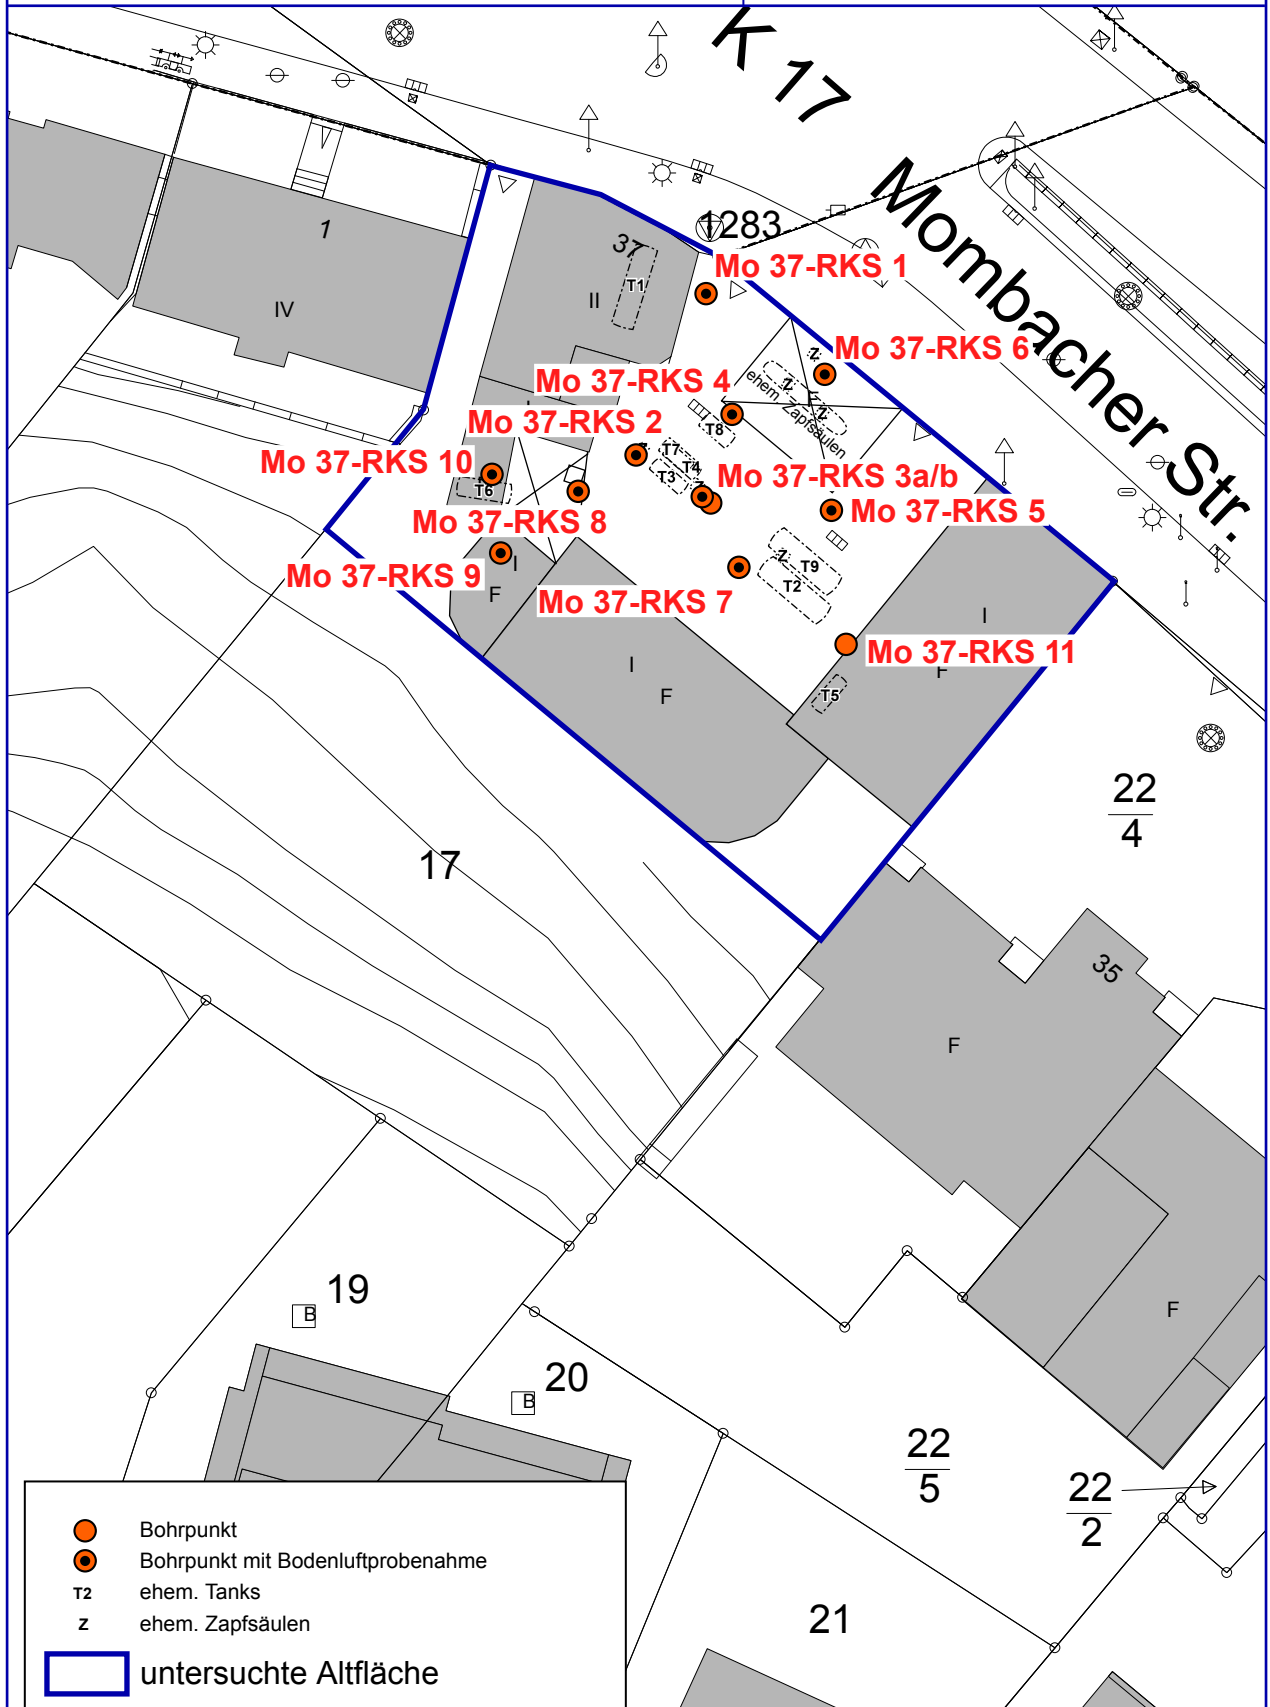 K 17
Mombacher Str.
1283
37
1
II
IV
T1
Mo 37-RKS 1
Mo 37-RKS 6
Z
Mo 37-RKS 4
Z
ehem. Zapfsäulen
F
Z
Mo 37-RKS 2
T8
Mo 37-RKS 10
T7
T4
T3
Z
Mo 37-RKS 3a/b
T6
Mo 37-RKS 8
Mo 37-RKS 5
Mo 37-RKS 9
I
F
Z
T9
T2
Mo 37-RKS 7
I
F
I
F
Mo 37-RKS 11
T5
22
4
17
35
F
19
B
20
B
F
22
5
22
2
21
Bohrpunkt
Bohrpunkt mit Bodenluftprobenahme
T2 ehem. Tanks
Z ehem. Zapfsäulen
untersuchte Altfläche